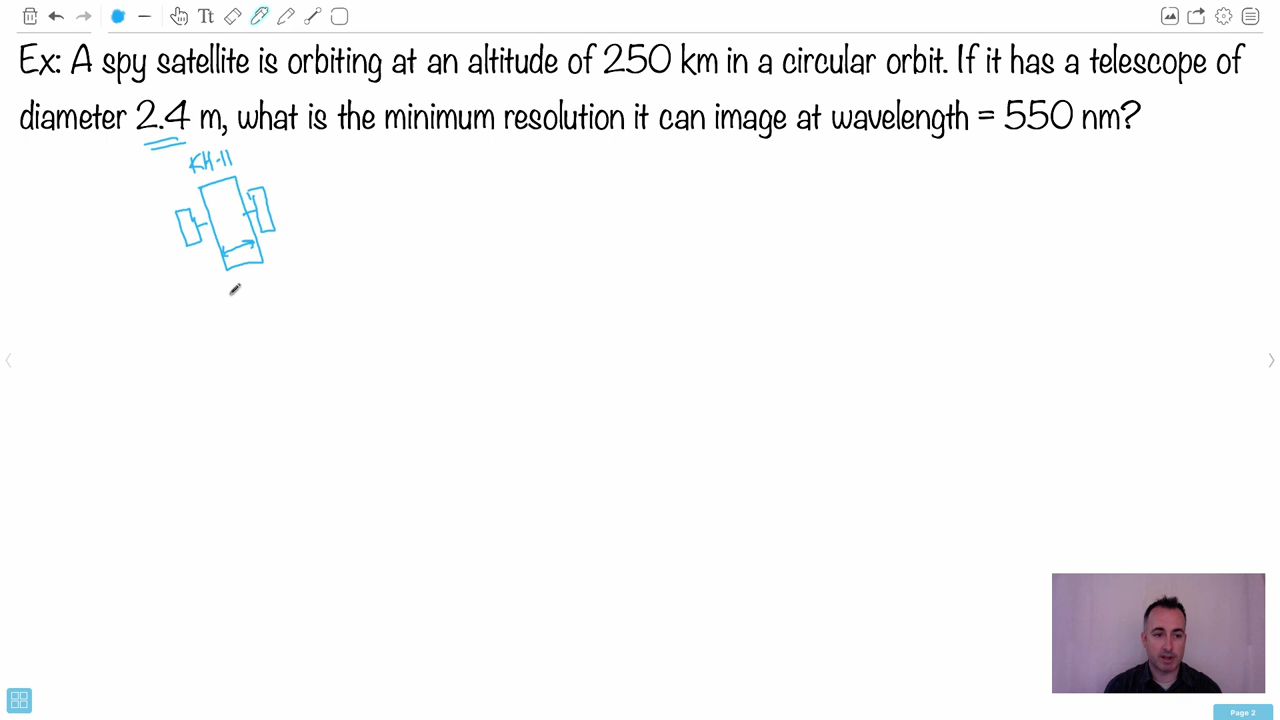 Tt
Ex: A spy satellite is orbiting at an altitude of 250 km in a circular orbit. If it has a telescope of
diameter 2.4 m, what is the minimum resolution it can image at wavelength = 550 nm?
KH-11
Page 2